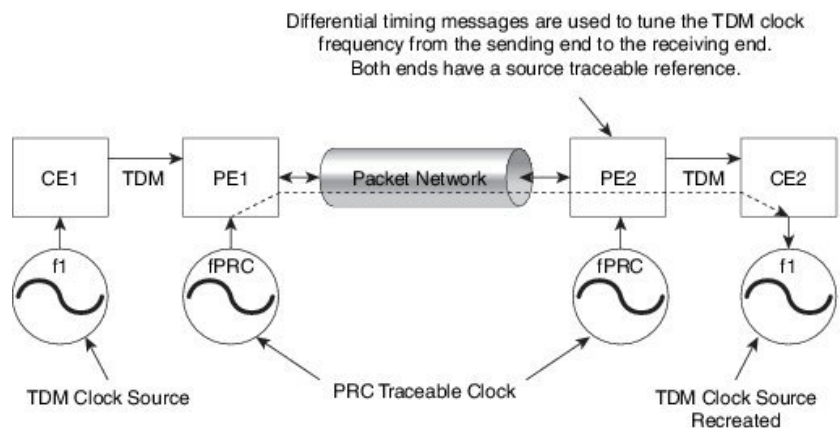 Differential timing messages are used to tune the TDM clock
frequency from the sending end to the receiving end.
Both ends have a source traceable reference.
CE1
TDM
PE1
Packet Network
PE2
TDM
CE2
f1
fPRC
fPRC
f1
TDM Clock Source
PRC Traceable Clock
TDM Clock Source
Recreated